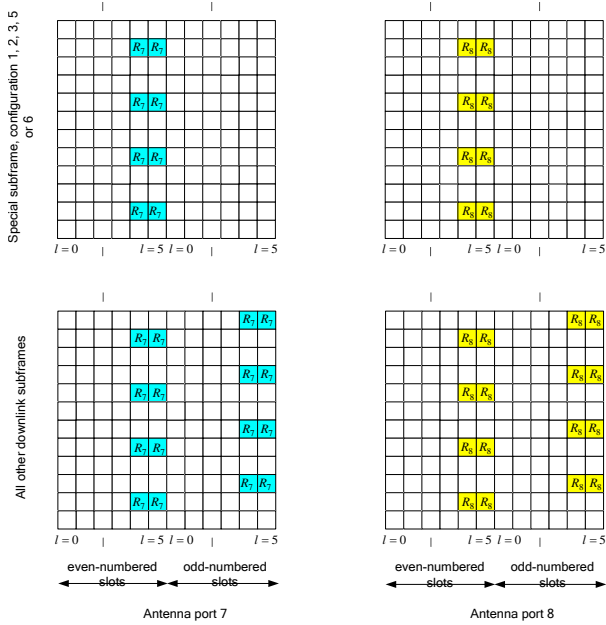 Special subframe, configuration 1, 2, 3, 5
or 6
R7 R7
R8 R8
R7 R7
R8 R8
R7 R7
R8 R8
R7 R7
R8 R8
l = 0 l = 5 l = 0 l = 5
l = 0 l = 5 l = 0 l = 5
All other downlink subframes
R7 R7
R8 R8
R7 R7
R8 R8
R7 R7
R8 R8
R7 R7
R8 R8
R7 R7
R8 R8
R7 R7
R8 R8
R7 R7
R8 R8
R7 R7
R8 R8
l = 0 l = 5 l = 0 l = 5
l = 0 l = 5 l = 0 l = 5
even-numbered
slots
odd-numbered
slots
even-numbered
slots
odd-numbered
slots
Antenna port 7
Antenna port 8